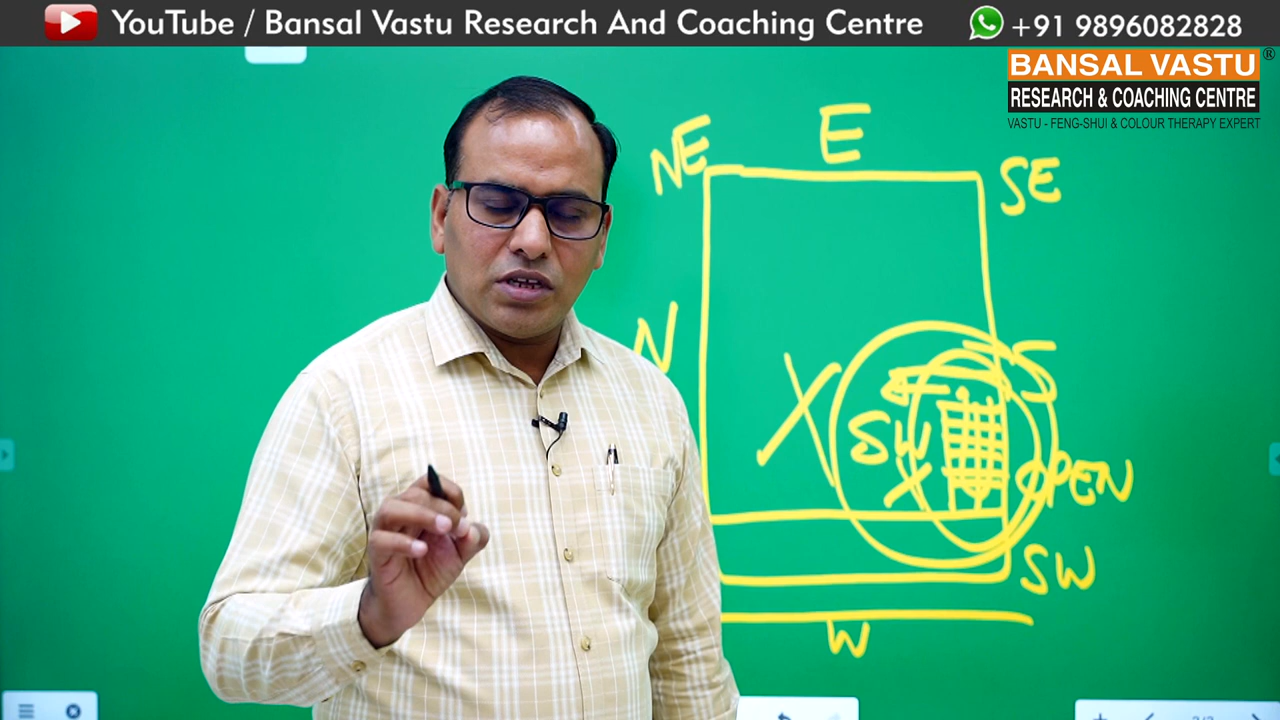 YouTube / Bansal Vastu Research And Coaching Centre
+91 9896082828
BANSAL VASTU®
RESEARCH & COACHING CENTRE
VASTU - FENG-SHUI & COLOUR THERAPY EXPERT
NE E SE
N S
SW
OPEN
SW
W